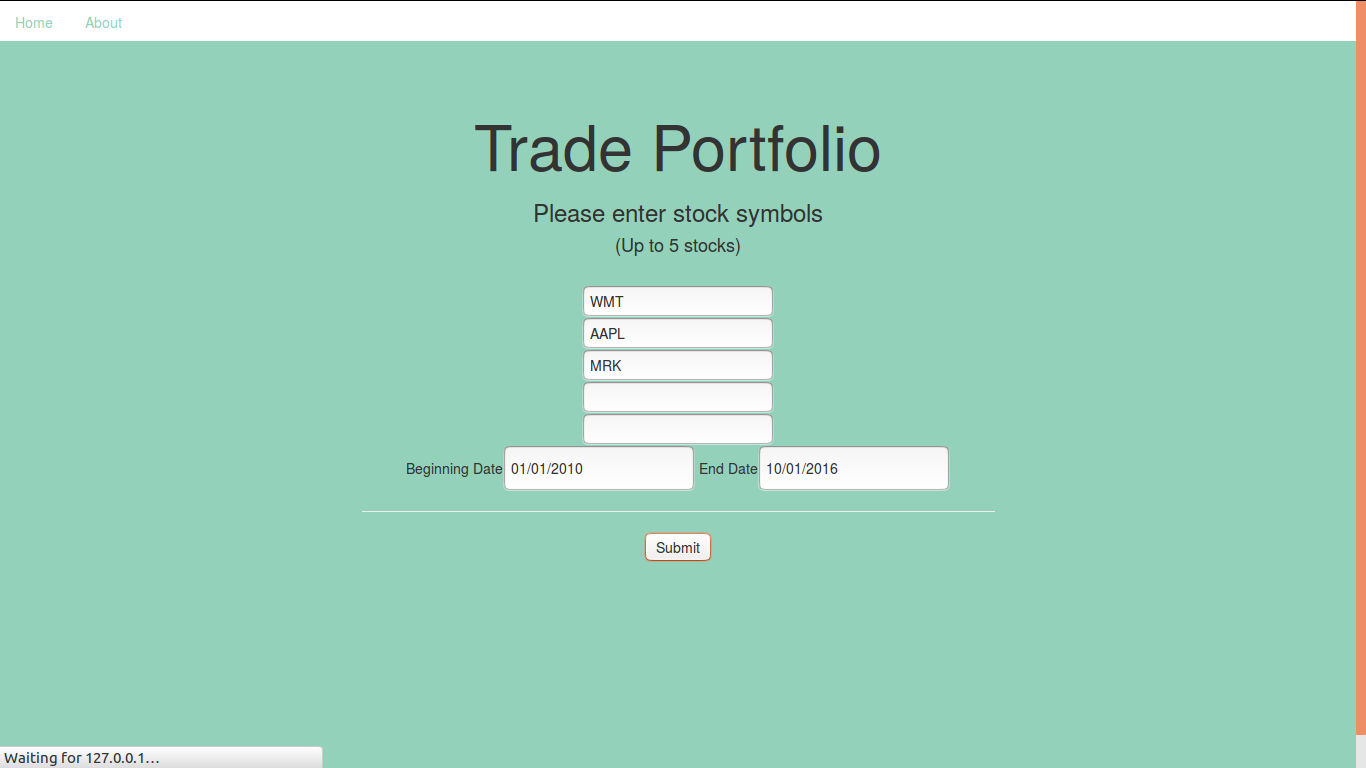 Home About
Trade Portfolio
Please enter stock symbols
(Up to 5 stocks)
WMT
AAPL
MRK
Beginning Date 01/01/2010 End Date 10/01/2016
Submit
Waiting for 127.0.0.1...